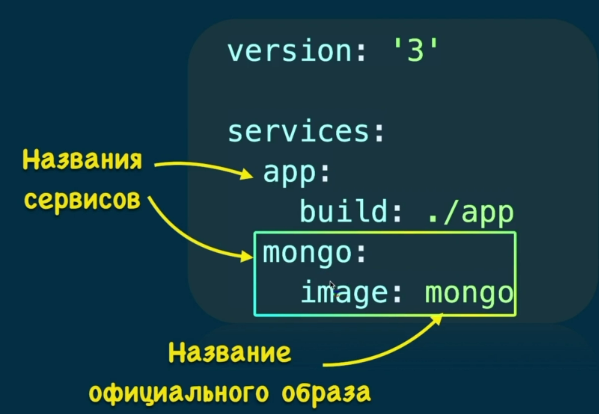 version: '3'
services:
app:
build: ./app
mongo:
image: mongo
Названия
сервисов
Название
официального образа